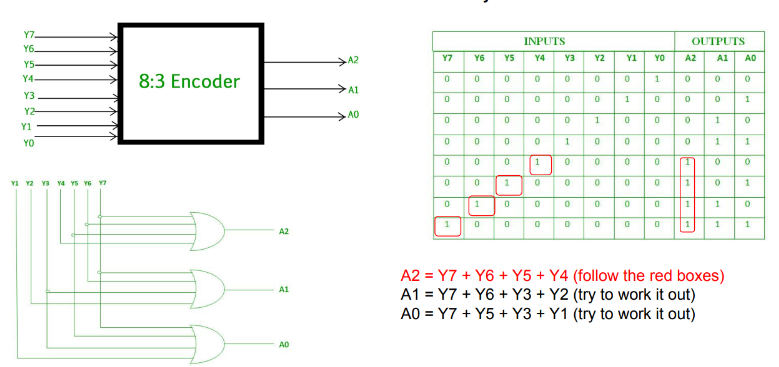 Y7
Y6
Y5
Y4
Y3
Y2
Y1
Y0
8:3 Encoder
A2
A1
A0
Y1 Y2 Y3 Y4 Y5 Y6 Y7
A2
A1
A0
INPUTS OUTPUTS
Y7 Y6 Y5 Y4 Y3 Y2 Y1 Y0 A2 A1 A0
0 0 0 0 0 0 0 1 0 0 0
0 0 0 0 0 0 1 0 0 0 1
0 0 0 0 0 1 0 0 0 1 0
0 0 0 0 1 0 0 0 0 1 1
0 0 0 1 0 0 0 0 1 0 0
0 0 1 0 0 0 0 0 1 0 1
0 1 0 0 0 0 0 0 1 1 0
1 0 0 0 0 0 0 0 1 1 1
A2 = Y7 + Y6 + Y5 + Y4 (follow the red boxes)
A1 = Y7 + Y6 + Y3 + Y2 (try to work it out)
A0 = Y7 + Y5 + Y3 + Y1 (try to work it out)